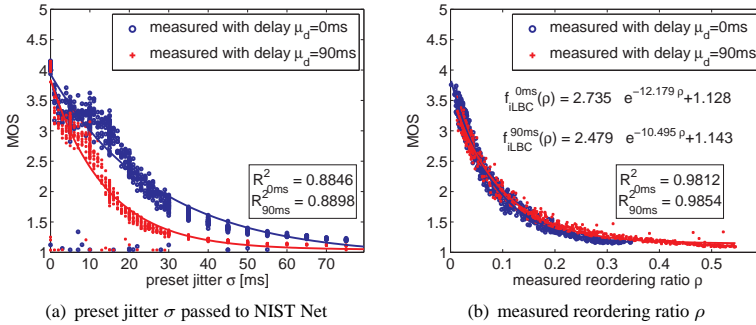 measured with delay μd=0ms
measured with delay μd=90ms
MOS
5
4.5
4
3.5
3
2.5
2
1.5
1
R²0ms = 0.8846
R²90ms = 0.8898
0 10 20 30 40 50 60 70
preset jitter σ [ms]
(a) preset jitter σ passed to NIST Net
measured with delay μd=0ms
measured with delay μd=90ms
MOS
5
4.5
4
3.5
3
2.5
2
1.5
1
f iLBC 0ms (ρ) = 2.735 e^−12.179 ρ+1.128
f iLBC 90ms (ρ) = 2.479 e^−10.495 ρ+1.143
R²0ms = 0.9812
R²90ms = 0.9854
0 0.1 0.2 0.3 0.4 0.5
measured reordering ratio ρ
(b) measured reordering ratio ρ